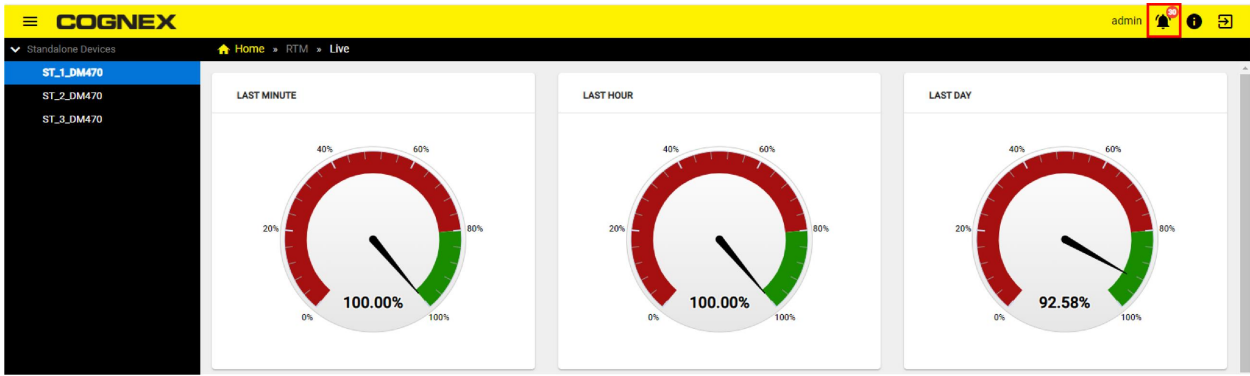 COGNEX
admin
30
Standalone Devices
Home » RTM » Live
ST_1_DM470
ST_2_DM470
ST_3_DM470
LAST MINUTE
0%
20%
40%
60%
80%
100%
100.00%
LAST HOUR
0%
20%
40%
60%
80%
100%
100.00%
LAST DAY
0%
20%
40%
60%
80%
100%
92.58%